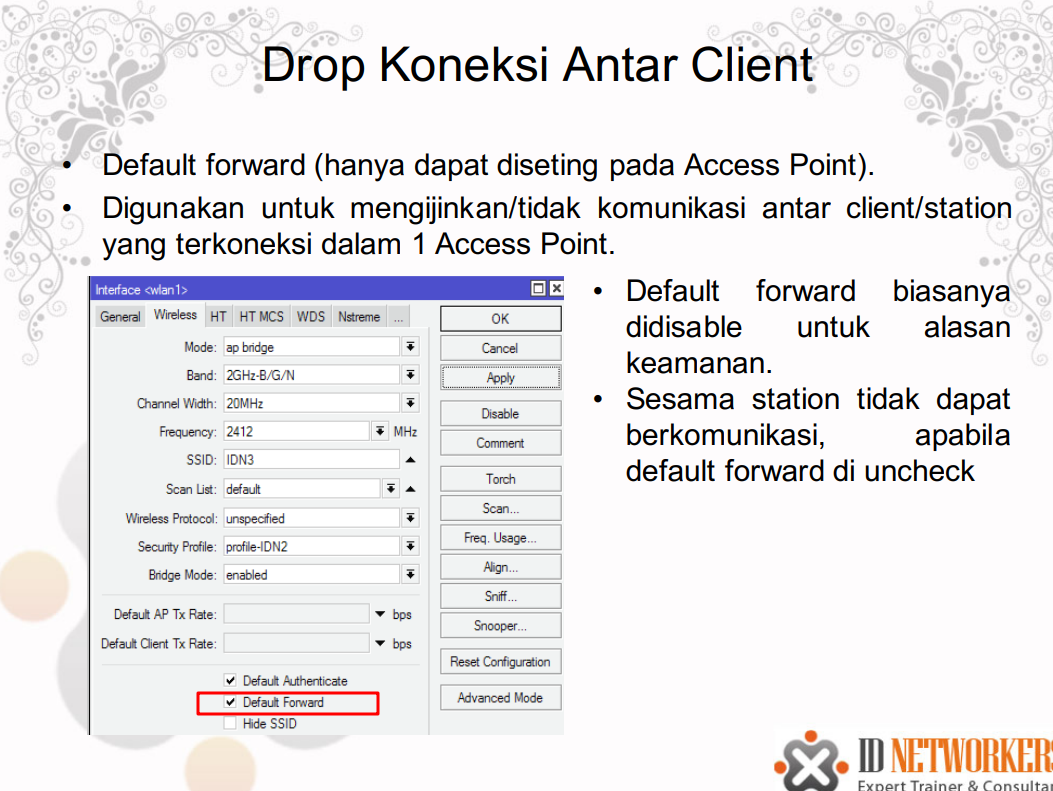 Drop Koneksi Antar Client
• Default forward (hanya dapat diseting pada Access Point).
• Digunakan untuk mengijinkan/tidak komunikasi antar client/station
yang terkoneksi dalam 1 Access Point.
Interface <wlan1>
General Wireless HT HT MCS WDS Nstreme ...
Mode: ap bridge
Band: 2GHz-B/G/N
Channel Width: 20MHz
Frequency: 2412 MHz
SSID: IDN3
Scan List: default
Wireless Protocol: unspecified
Security Profile: profile-IDN2
Bridge Mode: enabled
Default AP Tx Rate: bps
Default Client Tx Rate: bps
Default Authenticate
Default Forward
Hide SSID
OK
Cancel
Apply
Disable
Comment
Torch
Scan...
Freq. Usage...
Align...
Sniff...
Snooper...
Reset Configuration
Advanced Mode
• Default forward biasanya
didisable untuk alasan
keamanan.
• Sesama station tidak dapat
berkomunikasi, apabila
default forward di uncheck
ID NETWORKERS
Expert Trainer & Consultan